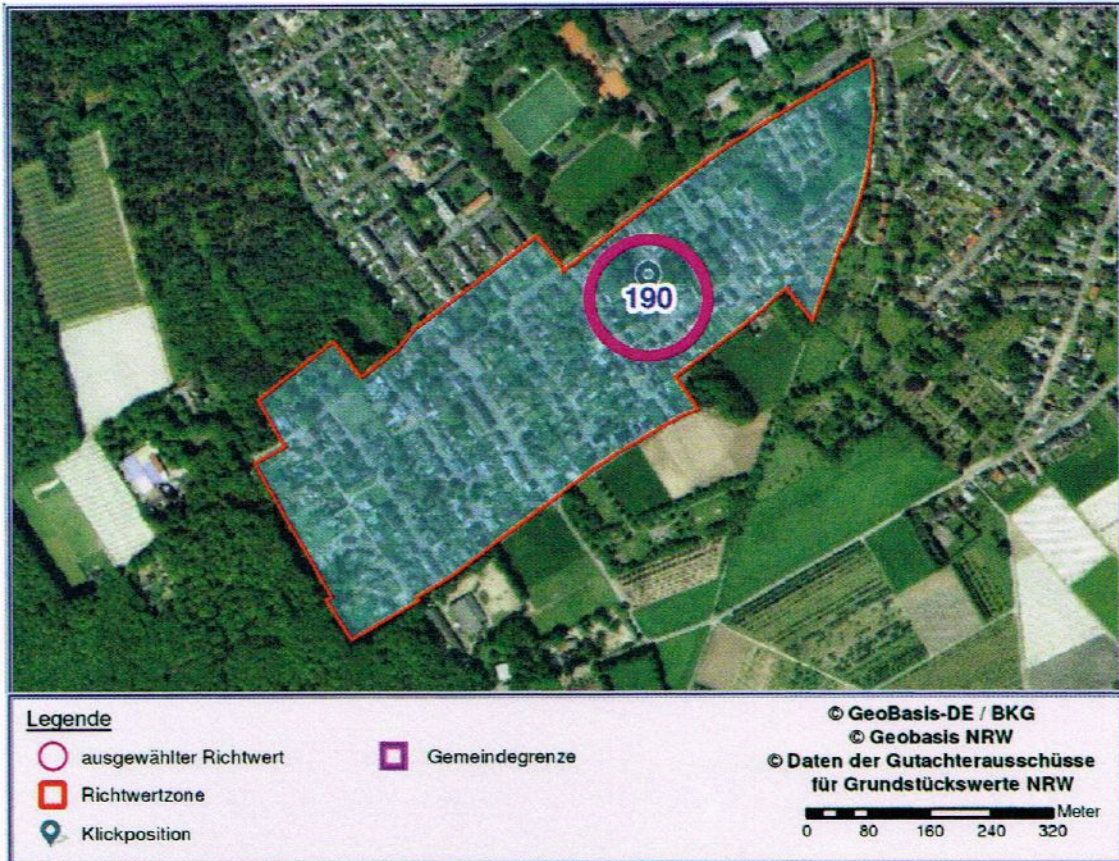 190
Legende
ausgewählter Richtwert
Gemeindegrenze
Richtwertzone
Klickposition
© GeoBasis-DE / BKG
© Geobasis NRW
© Daten der Gutachterausschüsse
für Grundstückswerte NRW
Meter
0 80 160 240 320